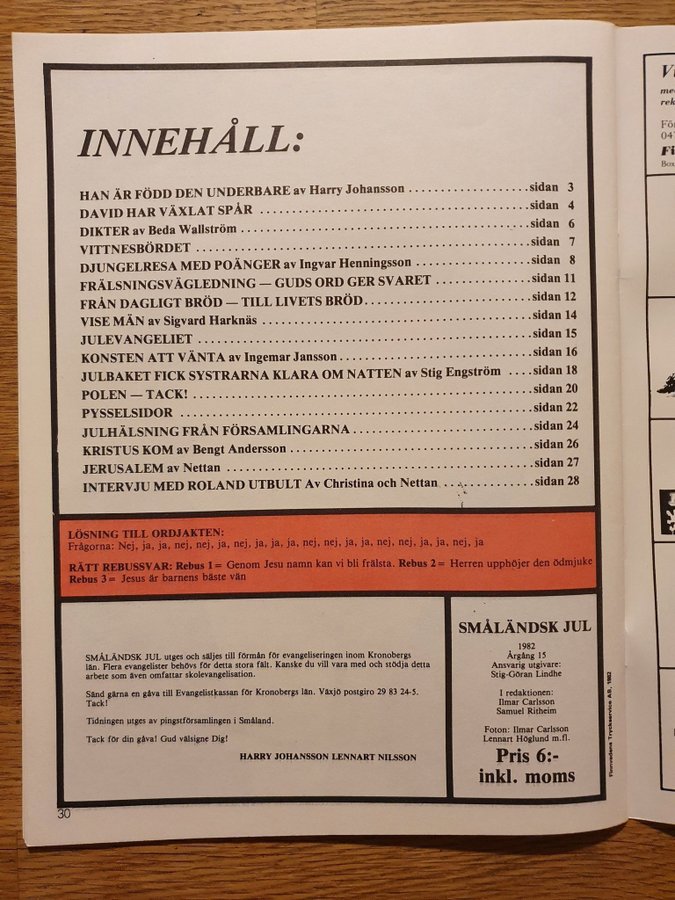 INNEHÅLL:
HAN ÄR FÖDD DEN UNDERBARE av Harry Johansson ........................ sidan 3
DAVID HAR VÄXLAT SPÅR ........................ sidan 4
DIKTER av Beda Wallström ........................ sidan 6
VITTNESBÖRDET ........................ sidan 7
DJUNGELRESA MED POÄNGER av Ingvar Henningsson ........................ sidan 8
FRÄLSNINGSVÄGLEDNING — GUDS ORD GER SVARET ........................ sidan 11
FRÅN DAGLIGT BRÖD — TILL LIVETS BRÖD ........................ sidan 12
VISE MÄN av Sigvard Harknäs ........................ sidan 14
JULEVANGELIET ........................ sidan 15
KONSTEN ATT VÄNTA av Ingemar Jansson ........................ sidan 16
JULBAKET FICK SYSTRARNA KLARA OM NATTEN av Stig Engström .... sidan 18
POLEN — TACK! ........................ sidan 20
PYSSELSIDOR ........................ sidan 22
JULHÄLSNING FRÅN FÖRSAMLINGARNA ........................ sidan 24
KRISTUS KOM av Bengt Andersson ........................ sidan 26
JERUSALEM av Nettan ........................ sidan 27
INTERVJU MED ROLAND UTBULT Av Christina och Nettan ........................ sidan 28
LÖSNING TILL ORDJAKTEN:
Frågorna: Nej, ja, ja, nej, nej, ja, nej, ja, ja, ja, nej, nej, ja, ja, nej, nej, ja, ja, nej, ja
RÄTT REBUSSVAR: Rebus 1 = Genom Jesu namn kan vi bli frälsta. Rebus 2 = Herren upphöjer den ödmjuke
Rebus 3 = Jesus är barnens bäste vän
SMÅLÄNDSK JUL utges och säljes till förmån för evangeliseringen inom Kronobergs
län. Flera evangelister behövs för detta stora fält. Kanske du vill vara med och stödja detta
arbete som även omfattar skolevangelisation.
Sänd gärna en gåva till Evangelistkassan för Kronobergs län. Växjö postgiro 29 83 24-5.
Tack!
Tidningen utges av pingstförsamlingen i Småland.
Tack för din gåva! Gud välsigne Dig!
HARRY JOHANSSON LENNART NILSSON
SMÅLÄNDSK JUL
1982
Årgång 15
Ansvarig utgivare:
Stig-Göran Lindhe
I redaktionen:
Ilmar Carlsson
Samuel Ritheim
Foton: Ilmar Carlsson
Lennart Höglund m.fl.
Pris 6:-
inkl. moms
Finnvedens Tryckservice AB, 1982
30